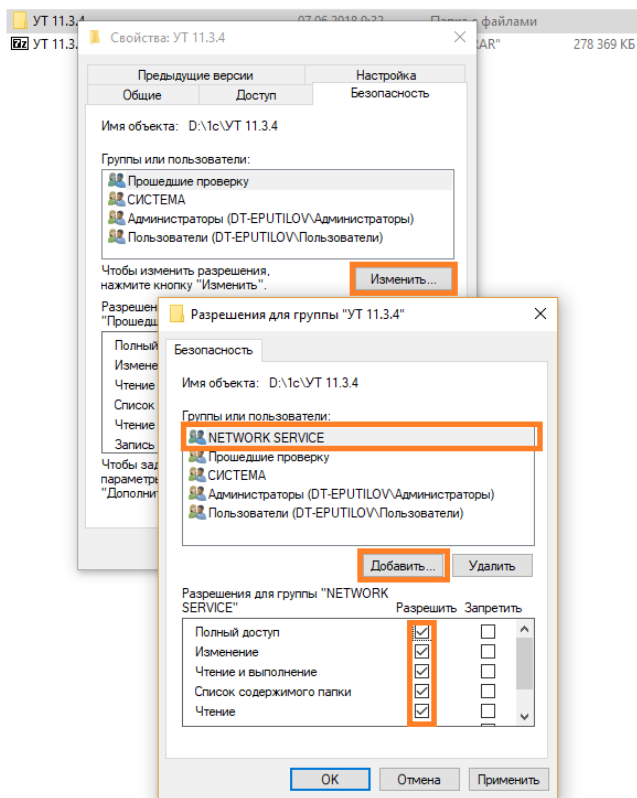 УТ 11.3.4
07.06.2018 9:32
Папка с файлами
УТ 11.3.
.AR"
278 369 КБ
Свойства: УТ 11.3.4
Предыдущие версии
Настройка
Общие
Доступ
Безопасность
Имя объекта: D:\1с\УТ 11.3.4
Группы или пользователи:
Прошедшие проверку
СИСТЕМА
Администраторы (DT-EPUTILOV\Администраторы)
Пользователи (DT-EPUTILOV\Пользователи)
Чтобы изменить разрешения,
нажмите кнопку "Изменить".
Изменить...
Разрешен
"Прошедш
Полный
Измене
Чтение
Список
Чтение
Запись
Чтобы зад
параметры
"Дополни
Разрешения для группы "УТ 11.3.4"
Безопасность
Имя объекта: D:\1с\УТ 11.3.4
Группы или пользователи:
NETWORK SERVICE
Прошедшие проверку
СИСТЕМА
Администраторы (DT-EPUTILOV\Администраторы)
Пользователи (DT-EPUTILOV\Пользователи)
Добавить...
Удалить
Разрешения для группы "NETWORK
SERVICE"
Разрешить
Запретить
Полный доступ
Изменение
Чтение и выполнение
Список содержимого папки
Чтение
ОК
Отмена
Применить